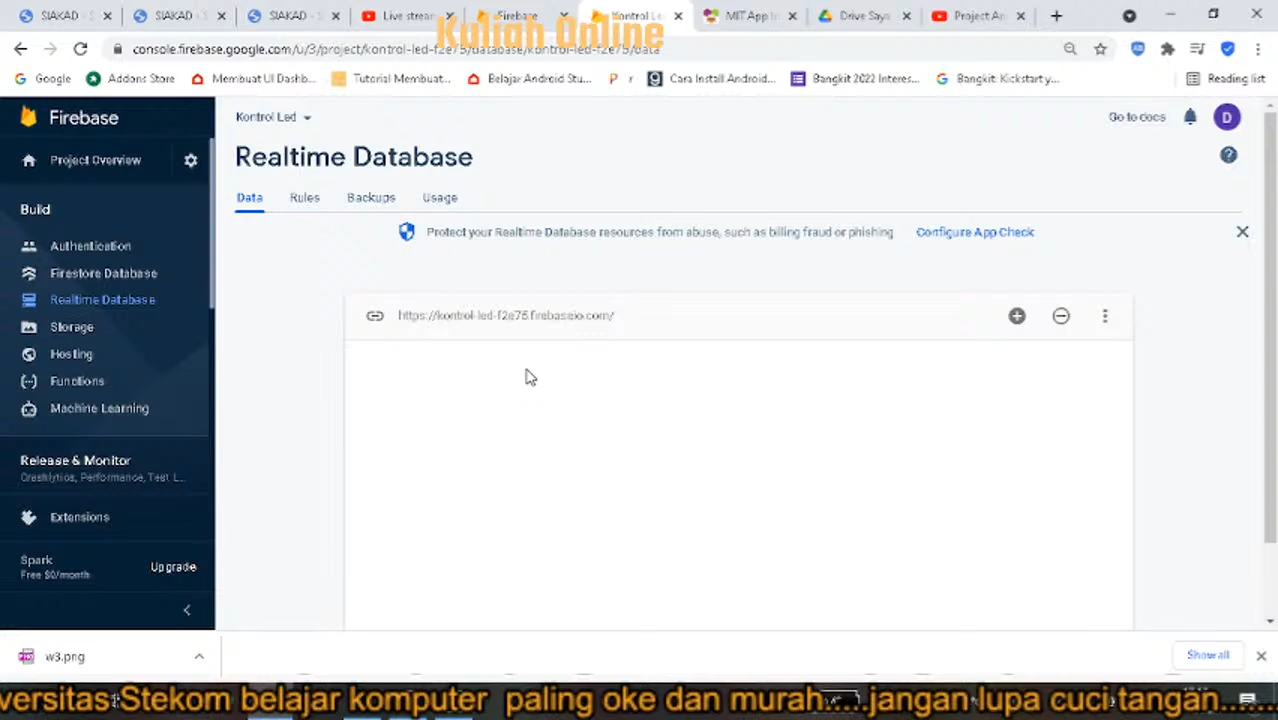 SIAKAD - S
SIAKAD - S
SIAKAD - S
Live stream
Firebase
Kontrol Le
MIT App In
Drive Saya
Project An
Kuliah Online
console.firebase.google.com/u/3/project/kontrol-led-f2e75/database/kontrol-led-f2e75/data
Google
Addons Store
Membuat UI Dashb...
Tutorial Membuat...
Belajar Android Stu...
r
Cara Install Android...
Bangkit 2022 Interes...
Bangkit: Kickstart y...
Reading list
Firebase
Project Overview
Build
Authentication
Firestore Database
Realtime Database
Storage
Hosting
Functions
Machine Learning
Release & Monitor
Crashlytics, Performance, Test L...
Extensions
Spark
Free $0/month
Upgrade
Kontrol Led
Go to docs
D
Realtime Database
Data
Rules
Backups
Usage
Protect your Realtime Database resources from abuse, such as billing fraud or phishing
Configure App Check
https://kontrol-led-f2e75.firebaseio.com/
w3.png
Show all
versitas Stekom belajar komputer paling oke dan murah.....jangan lupa cuci tangan.......